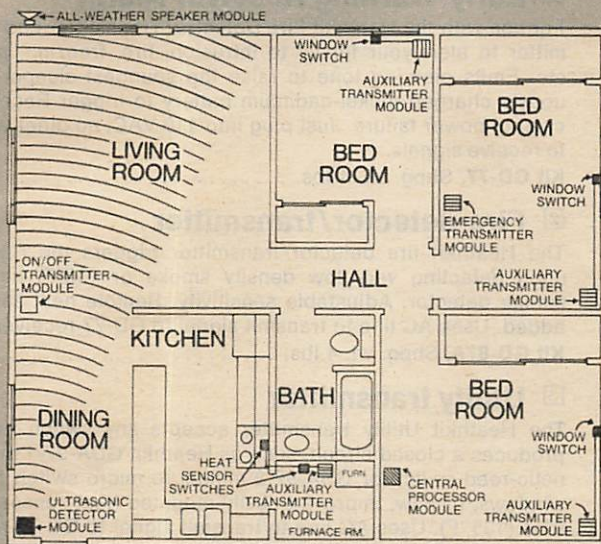 ALL-WEATHER SPEAKER MODULE
WINDOW
SWITCH
AUXILIARY
TRANSMITTER
MODULE
LIVING
ROOM
BED
ROOM
BED
ROOM
WINDOW
SWITCH
EMERGENCY
TRANSMITTER
MODULE
AUXILIARY
TRANSMITTER
MODULE
ON/OFF
TRANSMITTER
MODULE
HALL
KITCHEN
BATH
BED
ROOM
DINING
ROOM
WINDOW
SWITCH
HEAT
SENSOR
SWITCHES
FURN
CENTRAL
PROCESSOR
MODULE
ULTRASONIC
DETECTOR
MODULE
AUXILIARY
TRANSMITTER
MODULE
FURNACE RM.
AUXILIARY
TRANSMITTER
MODULE